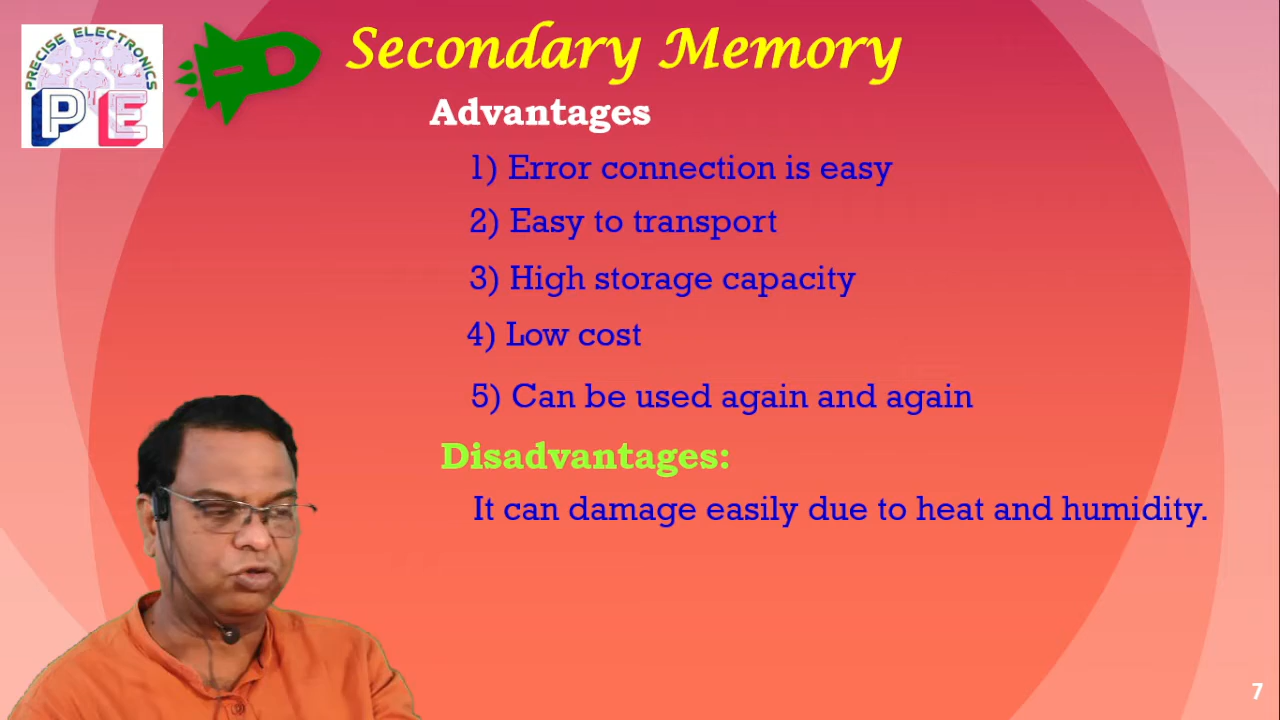 PRECISE ELECTRONICS
PE
Secondary Memory
Advantages
1) Error connection is easy
2) Easy to transport
3) High storage capacity
4) Low cost
5) Can be used again and again
Disadvantages:
It can damage easily due to heat and humidity.
7